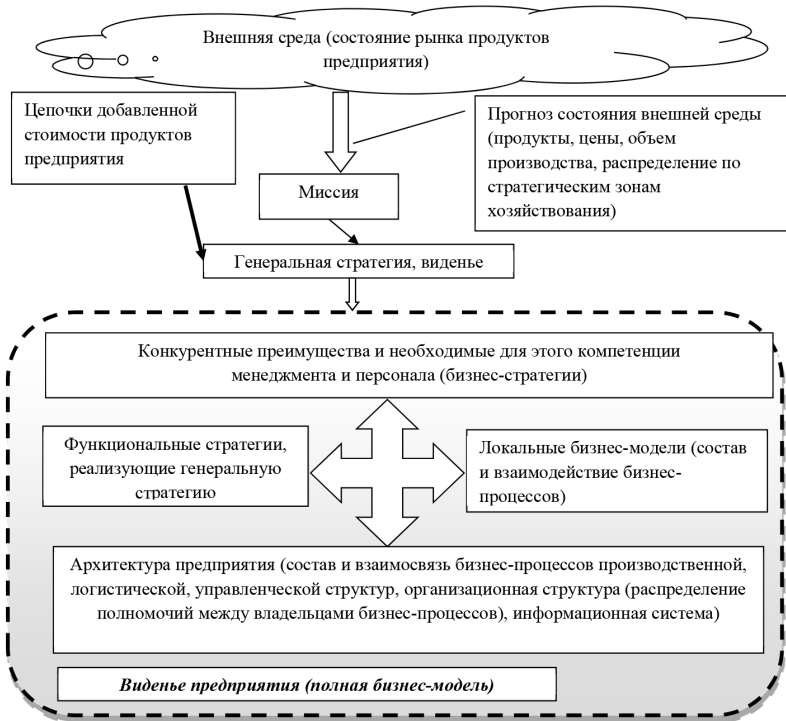 Внешняя среда (состояние рынка продуктов
предприятия)
Цепочки добавленной
стоимости продуктов
предприятия
Прогноз состояния внешней среды
(продукты, цены, объем
производства, распределение по
стратегическим зонам
хозяйствования)
Миссия
Генеральная стратегия, виденье
Конкурентные преимущества и необходимые для этого компетенции
менеджмента и персонала (бизнес-стратегии)
Функциональные стратегии,
реализующие генеральную
стратегию
Локальные бизнес-модели (состав
и взаимодействие бизнес-
процессов)
Архитектура предприятия (состав и взаимосвязь бизнес-процессов производственной,
логистической, управленческой структур, организационная структура (распределение
полномочий между владельцами бизнес-процессов), информационная система)
Виденье предприятия (полная бизнес-модель)